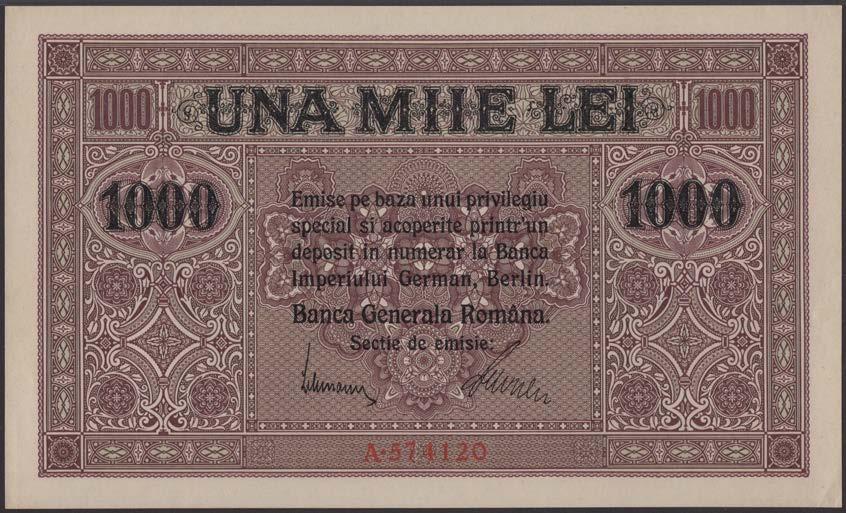 1000 UNA MIIE LEI 1000
1000 1000
Emise pe baza unui privilegiu
special si acoperite printr'un
deposit in numerar la Banca
Imperiului German, Berlin.
Banca Generala Româna.
Sectie de emisie:
A·574120